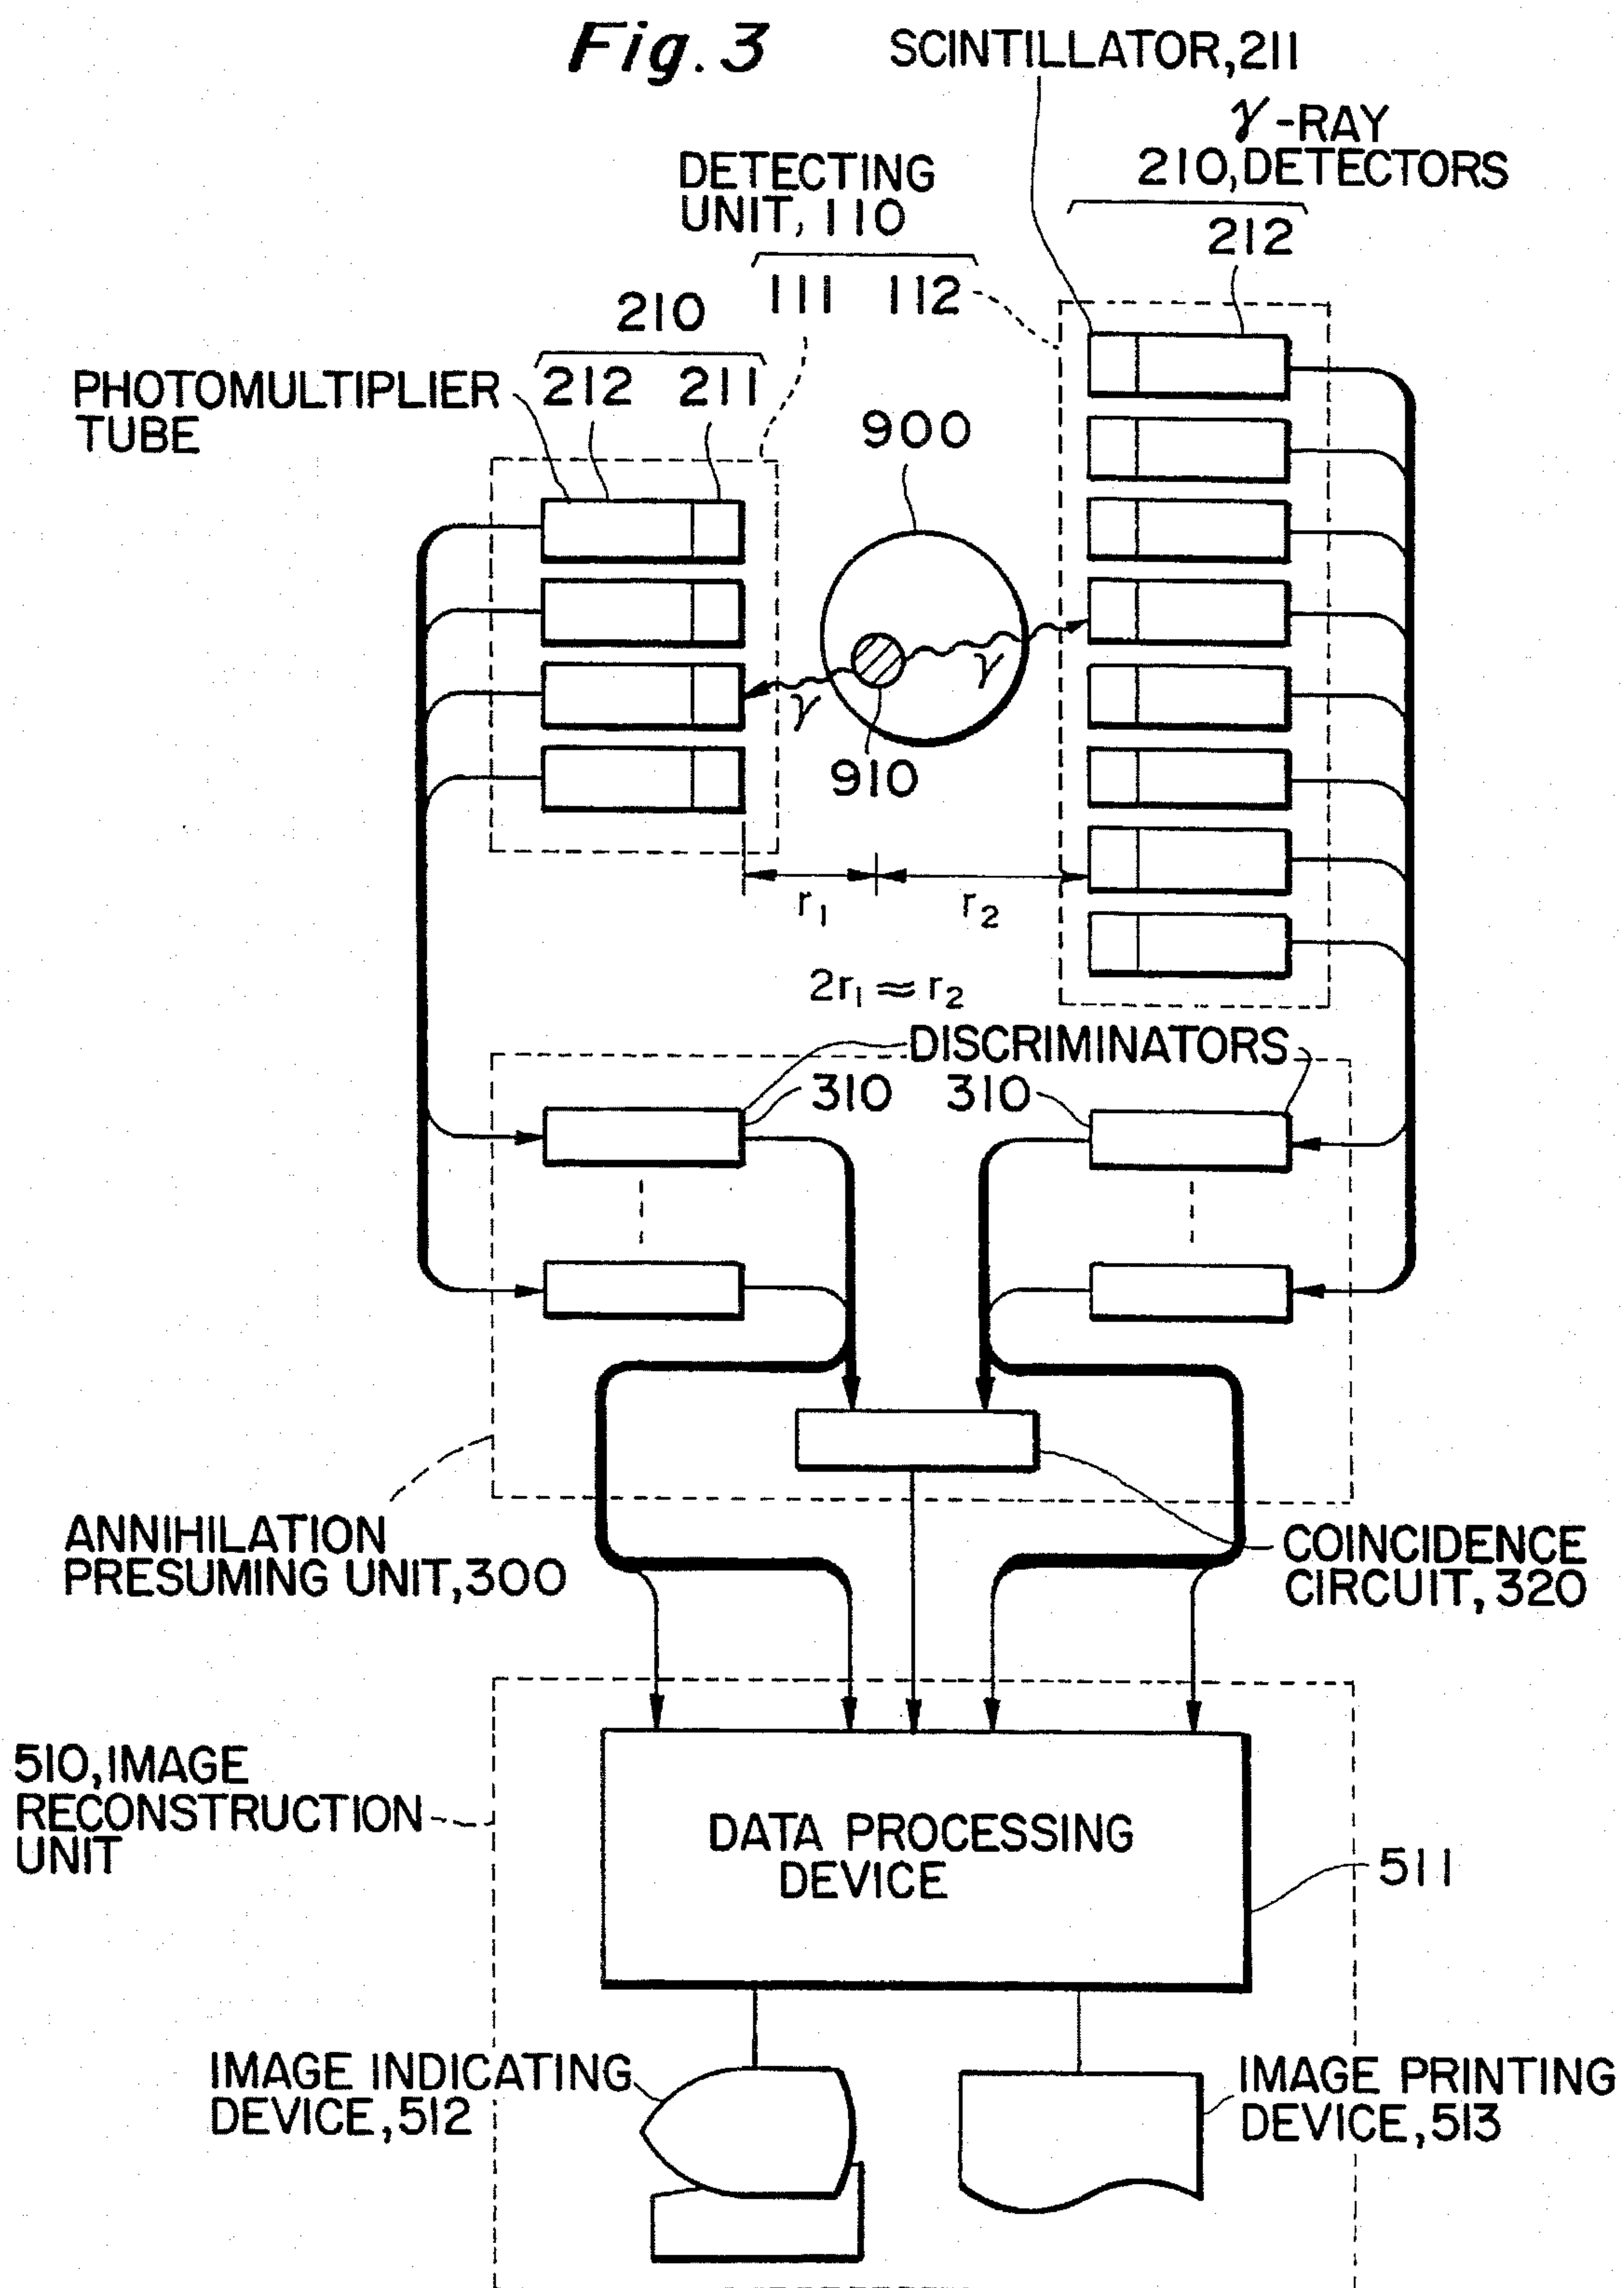 Fig. 3
SCINTILLATOR,211
γ-RAY
210,DETECTORS
DETECTING
UNIT,110
212
111 112
210
PHOTOMULTIPLIER
TUBE
212 211
900
γ
γ
910
r1 r2
2r1≈r2
DISCRIMINATORS
310 310
ANNIHILATION
PRESUMING UNIT,300
COINCIDENCE
CIRCUIT,320
510,IMAGE
RECONSTRUCTION
UNIT
DATA PROCESSING
DEVICE
511
IMAGE INDICATING
DEVICE,512
IMAGE PRINTING
DEVICE,513